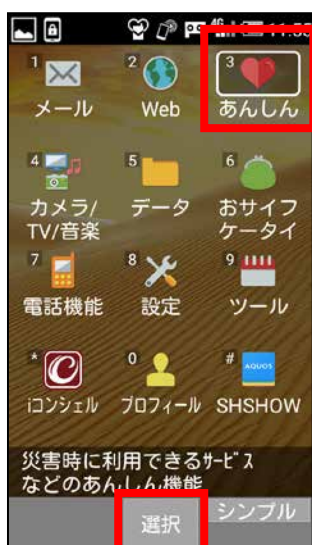 4G 11:55
1 2 3
メール Web あんしん
4 5 6
カメラ/ データ おサイフ
TV/音楽 ケータイ
7 8 9
電話機能 設定 ツール
* 0 #
AQUOS
iコンシェル プロフィール SHSHOW
災害時に利用できるサービス
などのあんしん機能
選択 シンプル